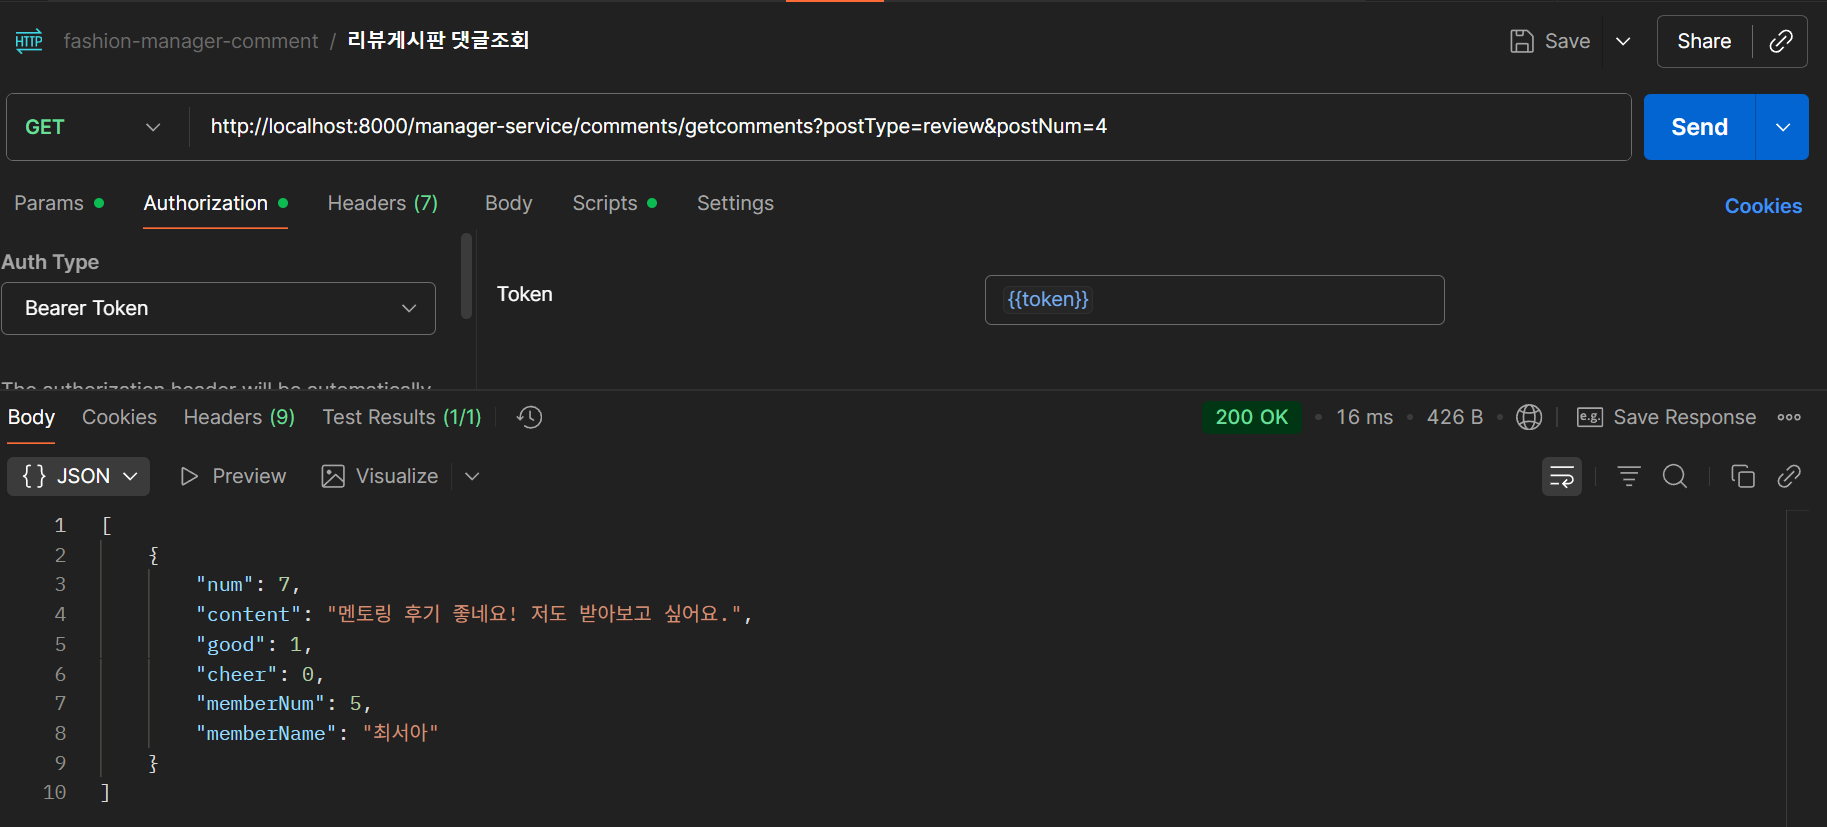 HTTP fashion-manager-comment / 리뷰게시판 댓글조회 Save Share
GET http://localhost:8000/manager-service/comments/getcomments?postType=review&postNum=4 Send
Params Authorization Headers (7) Body Scripts Settings Cookies
Auth Type
Bearer Token
Token {{token}}
The authorization header will be automatically
Body Cookies Headers (9) Test Results (1/1) 200 OK • 16 ms • 426 B • e.g. Save Response
{} JSON Preview Visualize
1 [
2 {
3 "num": 7,
4 "content": "멘토링 후기 좋네요! 저도 받아보고 싶어요.",
5 "good": 1,
6 "cheer": 0,
7 "memberNum": 5,
8 "memberName": "최서아"
9 }
10 ]